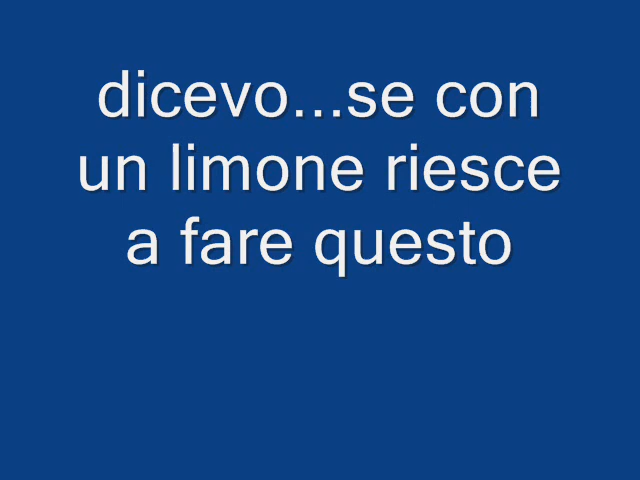 dicevo...se con
un limone riesce
a fare questo